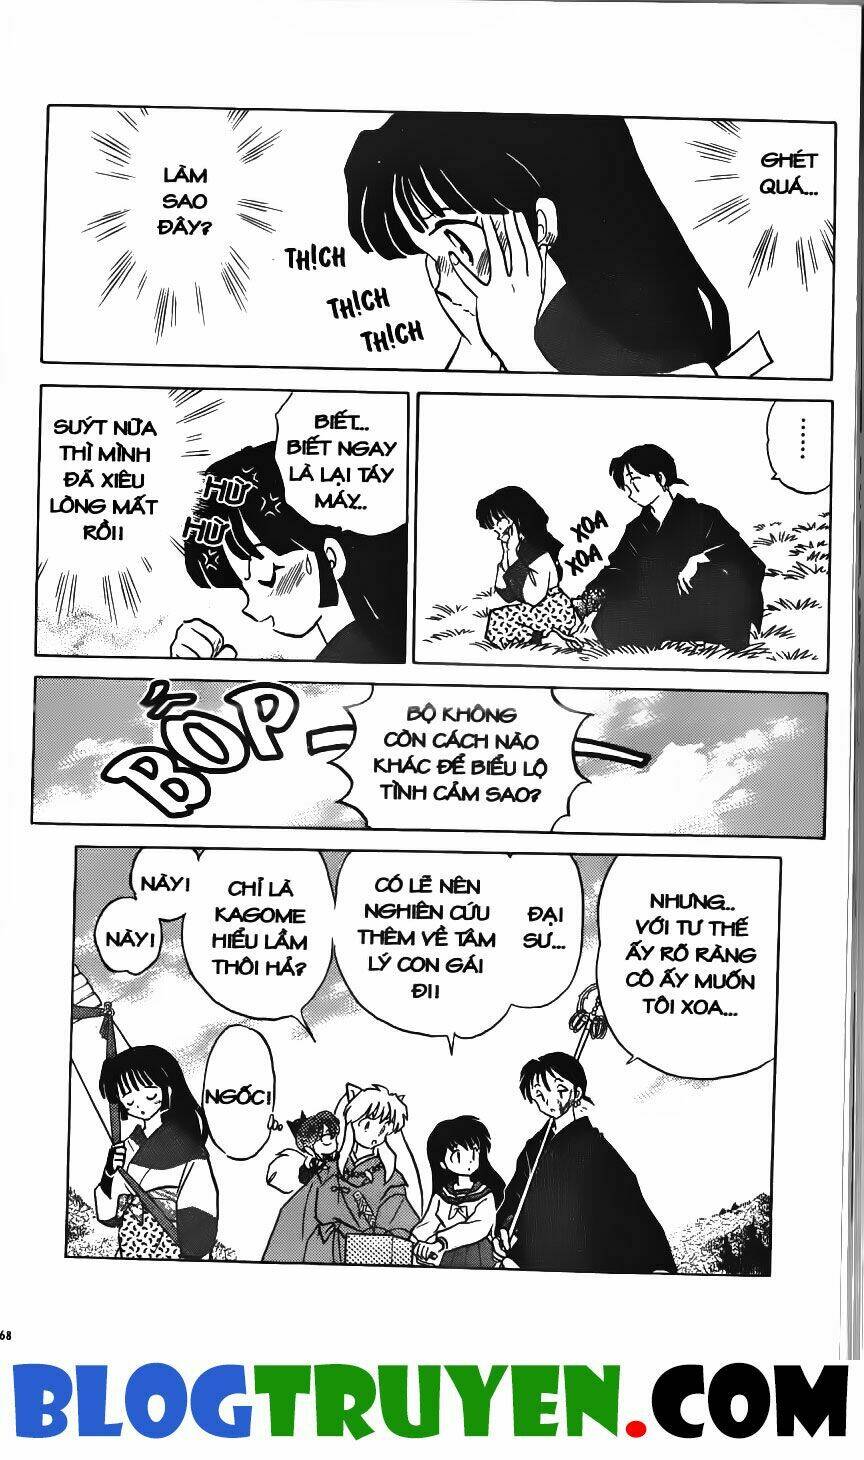 GHÉT
QUÁ...
LÀM
SAO
ĐÂY?
THỊCH
THỊCH
THỊCH
......
XOA
XOA
BIẾT...
BIẾT NGAY
LÀ LẠI TÁY
MÁY...
HỪ
HỪ
SUÝT NỮA
THÌ MÌNH
ĐÃ XIÊU
LÒNG MẤT
RỒI!!
BỘ KHÔNG
CÒN CÁCH NÀO
KHÁC ĐỂ BIỂU LỘ
TÌNH CẢM SAO?
BỐP
NHƯNG...
VỚI TƯ THẾ
ẤY RÕ RÀNG
CÔ ẤY MUỐN
TÔI XOA...
ĐẠI
SƯ...
CÓ LẼ NÊN
NGHIÊN CỨU
THÊM VỀ TÂM
LÝ CON GÁI
ĐI!
CHỈ LÀ
KAGOME
HIỂU LẦM
THÔI HẢ?
NÀY!
NÀY!
NGỐC!
68
BLOGTRUYEN.COM